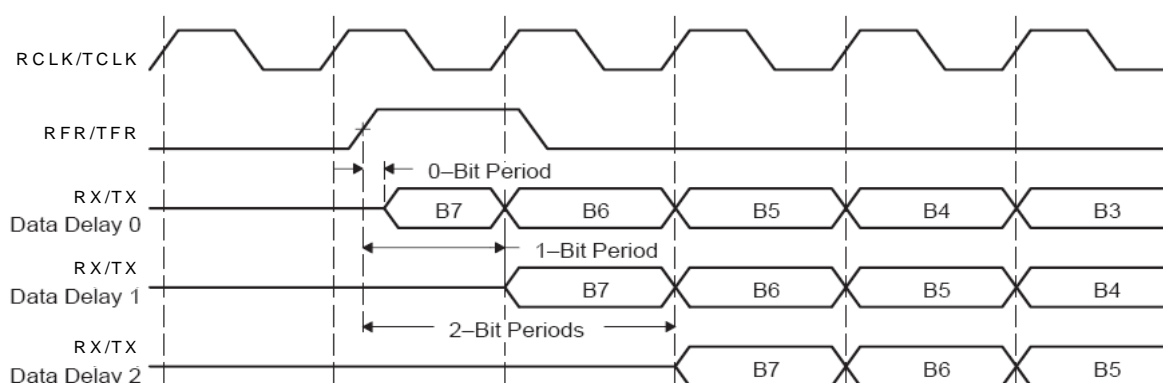 RCLK/TCLK
RFR/TFR
0–Bit Period
RX/TX
Data Delay 0
B7 B6 B5 B4 B3
1–Bit Period
RX/TX
Data Delay 1
B7 B6 B5 B4
2–Bit Periods
RX/TX
Data Delay 2
B7 B6 B5